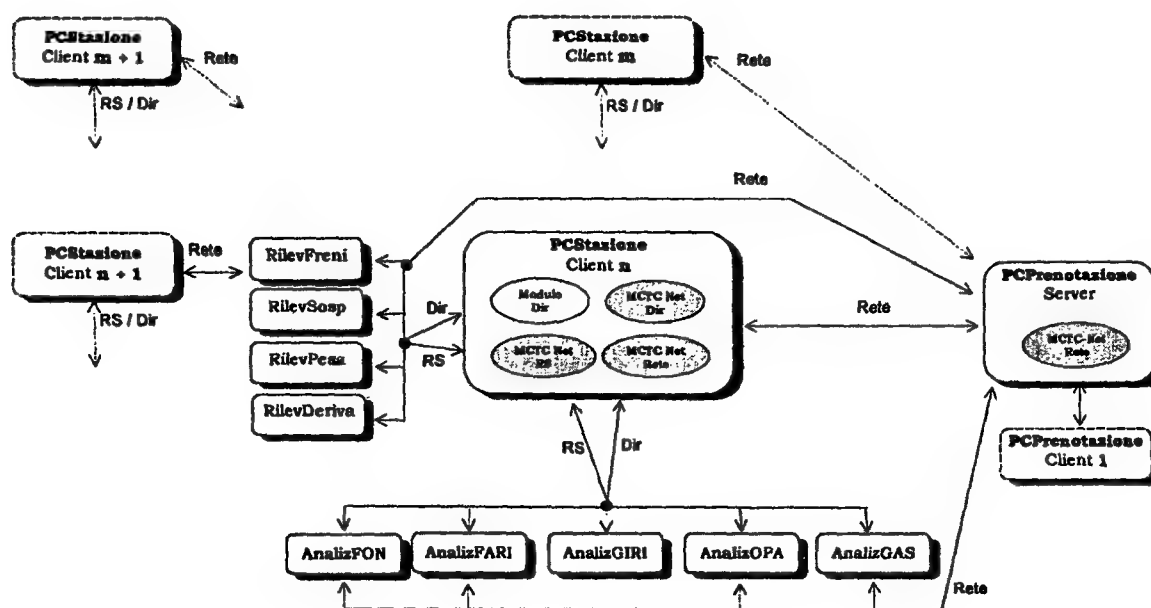 PCStazione
Client m + 1
Rete
RS / Dir
PCStazione
Client m
Rete
RS / Dir
Rete
PCStazione
Client n + 1
Rete
RS / Dir
RilevFreni
RilevSosp
RilevPesa
RilevDeriva
Dir
RS
PCStazione
Client n
Modulo
Dir
MCTC Net
Dir
MCTC Net
RS
MCTC Net
Rete
Rete
PCPrenotazione
Server
MCTC-Net
Rete
PCPrenotazione
Client 1
RS
Dir
AnalizFON
AnalizFARI
AnalizGIRI
AnalizOPA
AnalizGAS
Rete